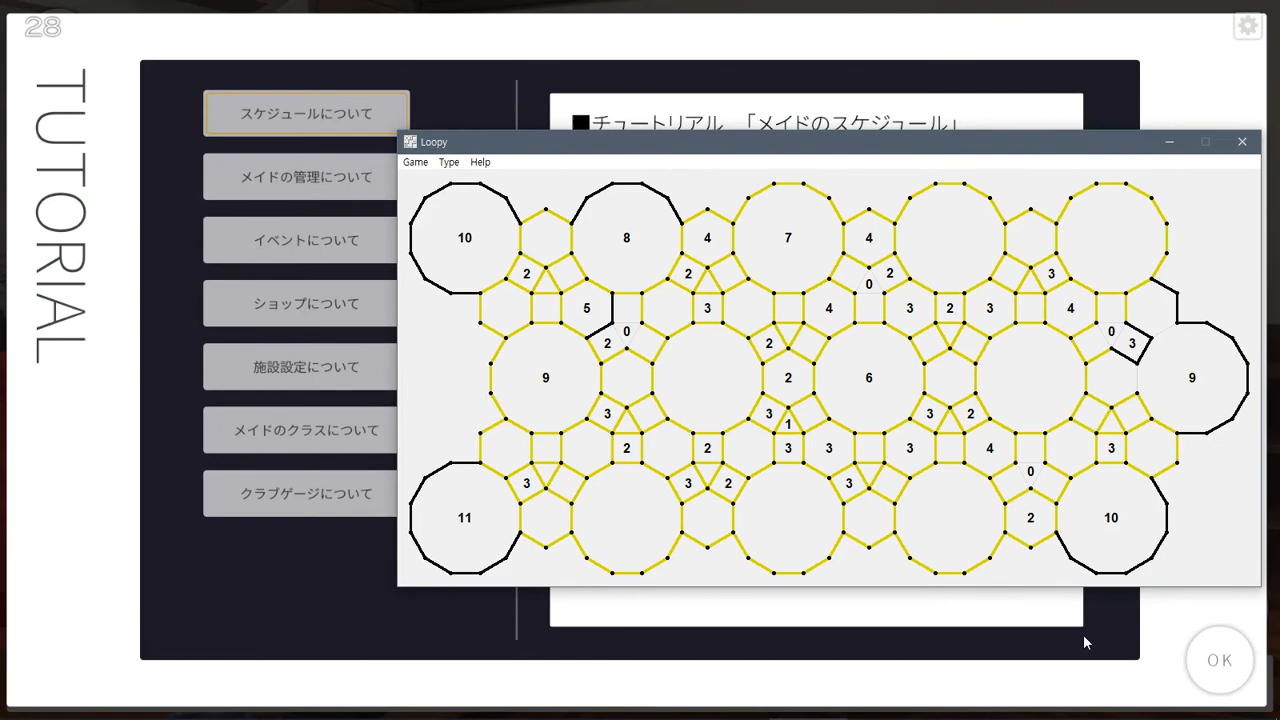 28
TUTORIAL
スケジュールについて
メイドの管理について
イベントについて
ショップについて
施設設定について
メイドのクラスについて
クラブゲージについて
■チュートリアル 「メイドのスケジュール」
Loopy
Game Type Help
10 8 4 7 4
2 2 0 2 3
5 3 4 3 2 3 4
0 0
2 2 3
9 2 6 9
3 3 1 3 2
2 2 3 3 3 4 3
0
3 3 2 3
11 2 10
OK